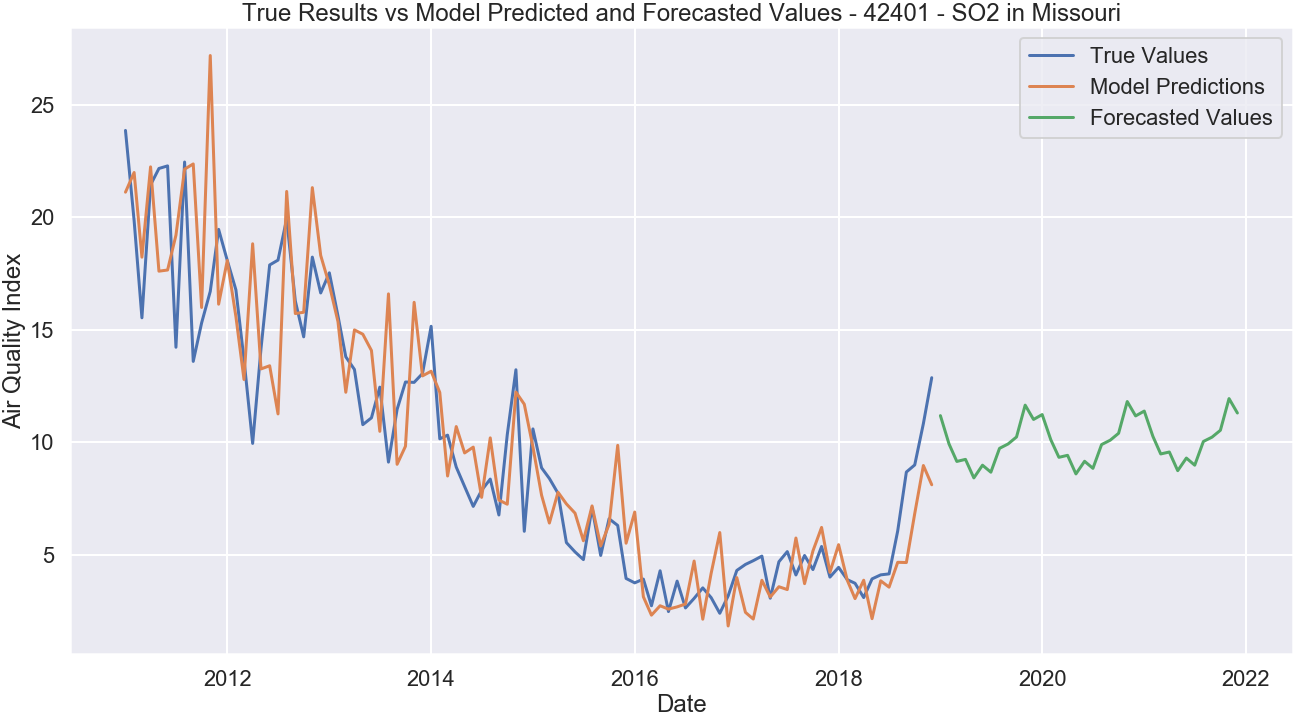 True Results vs Model Predicted and Forecasted Values - 42401 - SO2 in Missouri
True Values
Model Predictions
Forecasted Values
Air Quality Index
25
20
15
10
5
2012 2014 2016 2018 2020 2022
Date